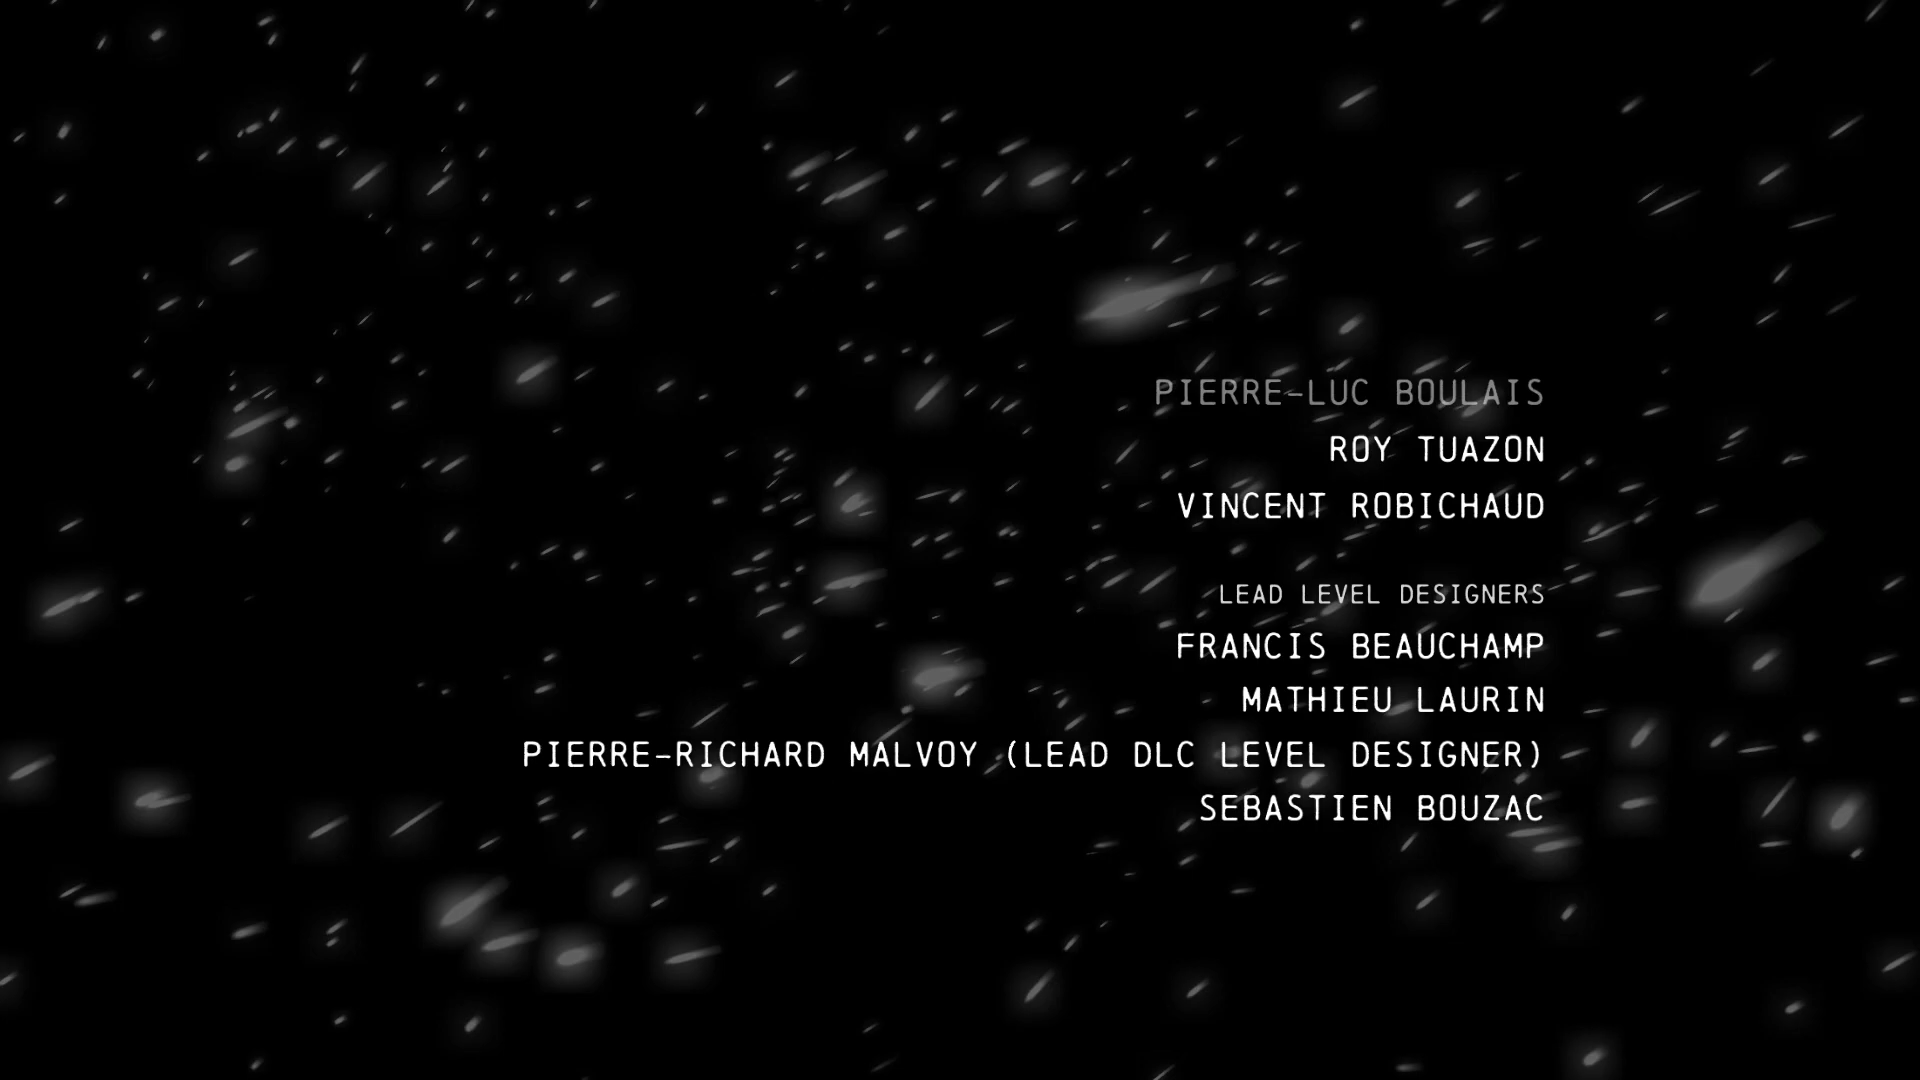 PIERRE-LUC BOULAIS
ROY TUAZON
VINCENT ROBICHAUD
LEAD LEVEL DESIGNERS
FRANCIS BEAUCHAMP
MATHIEU LAURIN
PIERRE-RICHARD MALVOY (LEAD DLC LEVEL DESIGNER)
SEBASTIEN BOUZAC